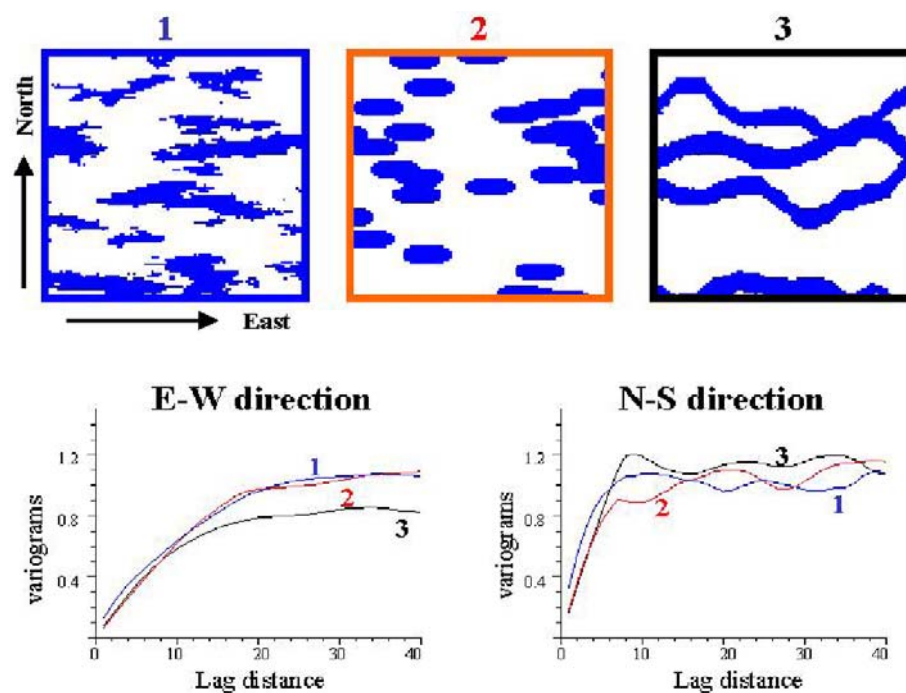 1 2 3
North
East
E-W direction
N-S direction
variograms
1.2
0.8
0.4
0 10 20 30 40
Lag distance
1
2
3
variograms
1.2
0.8
0.4
0 10 20 30 40
Lag distance
3
2
1